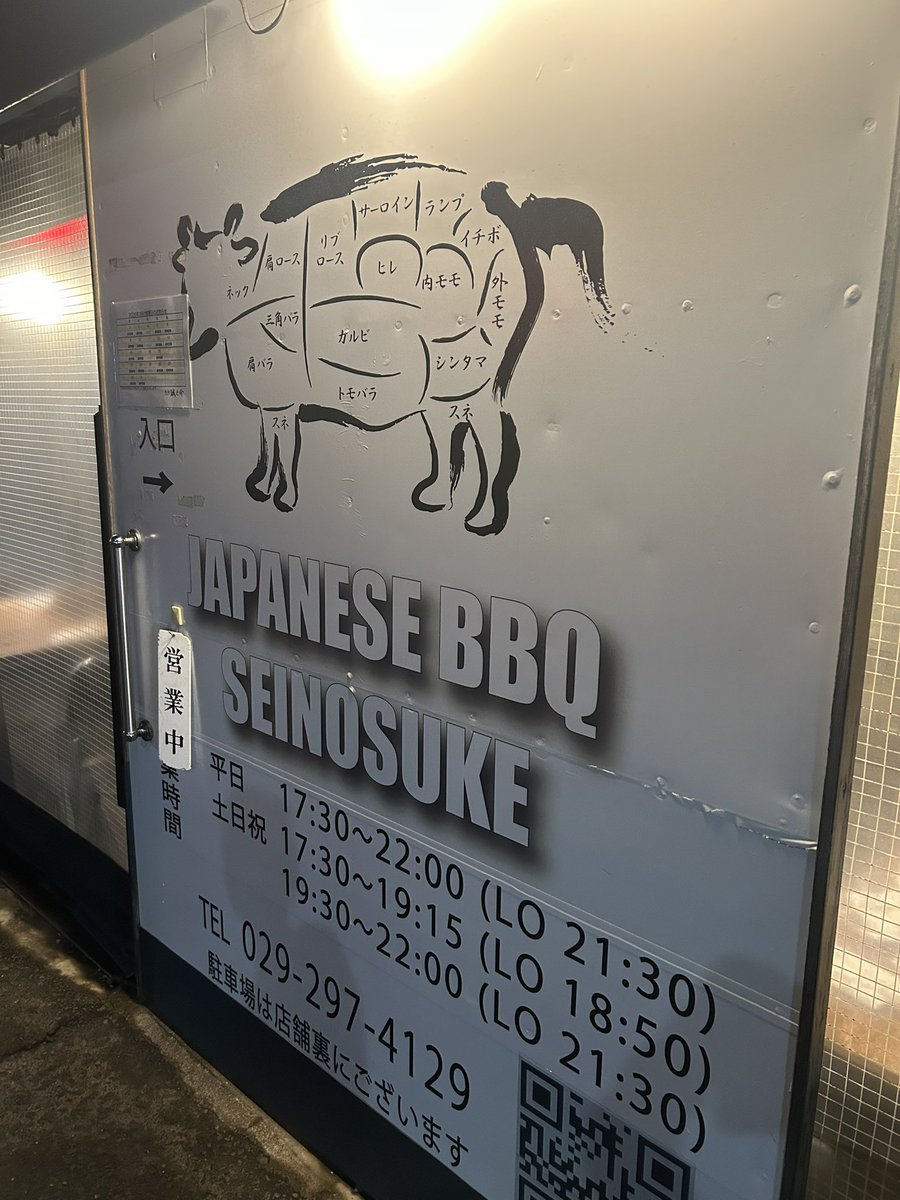 サーロイン
ランプ
イチボ
リブ
ロース
肩ロース
ヒレ
内モモ
外モモ
ネック
三角バラ
カルビ
シンタマ
肩バラ
トモバラ
スネ
スネ
入口
→
JAPANESE BBQ
SEINOSUKE
営業中
業時間
平日 17:30~22:00 (LO 21:30)
土日祝 17:30~19:15 (LO 18:50)
19:30~22:00 (LO 21:30)
TEL 029-297-4129
駐車場は店舗裏にございます